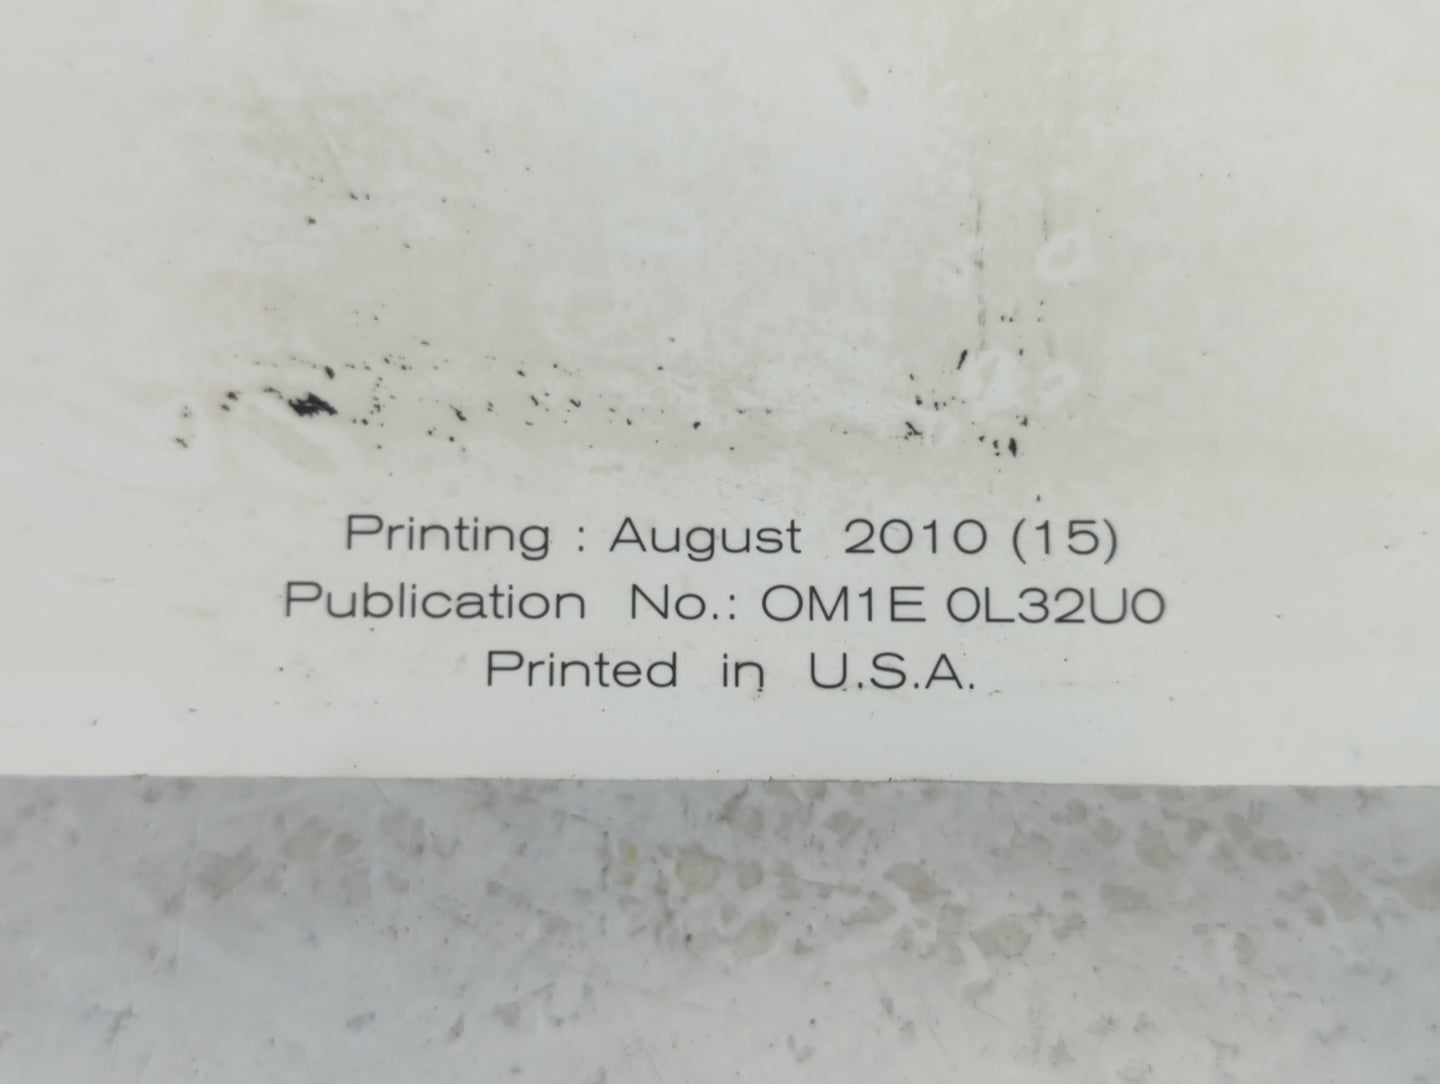 Printing : August 2010 (15)
Publication No.: OM1E 0L32U0
Printed in U.S.A.